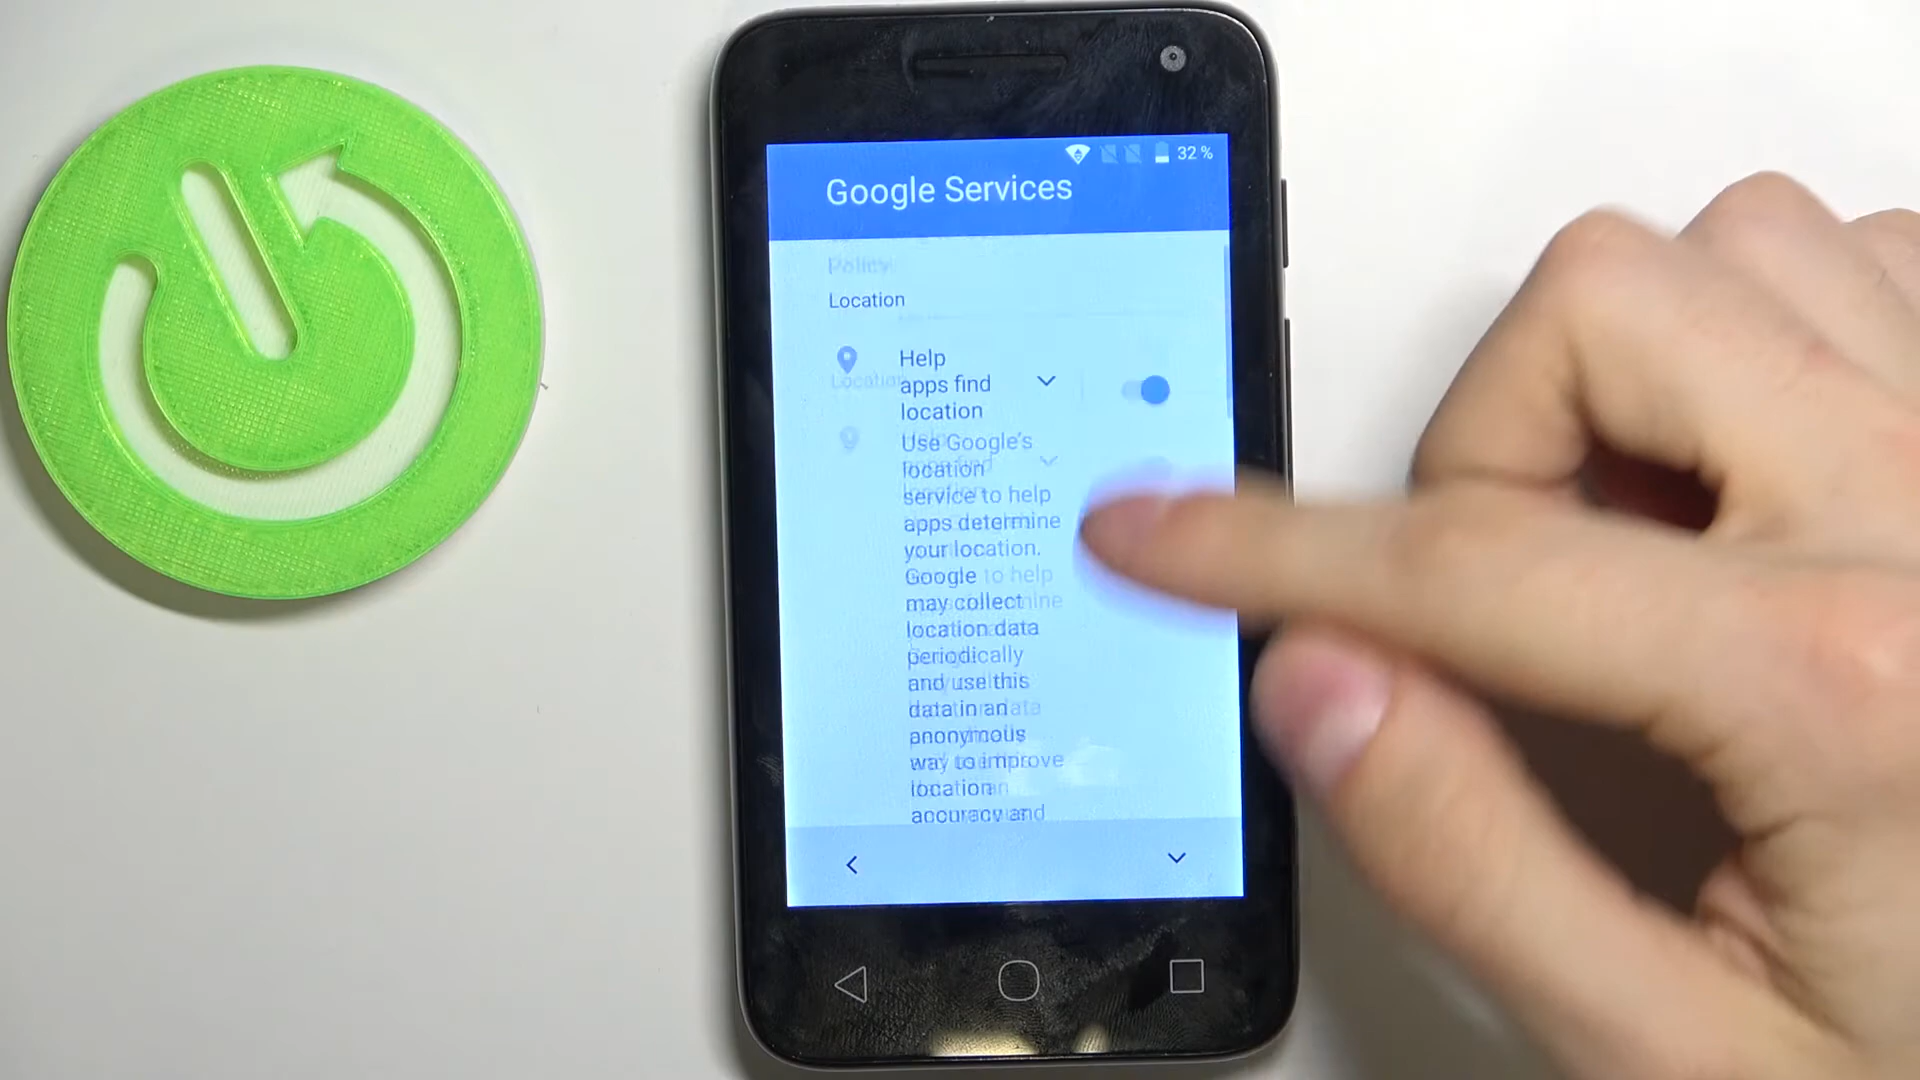 32 %
Google Services
Policy
Location
Help
apps find
location
Use Google's
location
service to help
apps determine
your location.
Google
may collect
location data
periodically
and use this
data in an
anonymous
way to improve
location
accuracy and